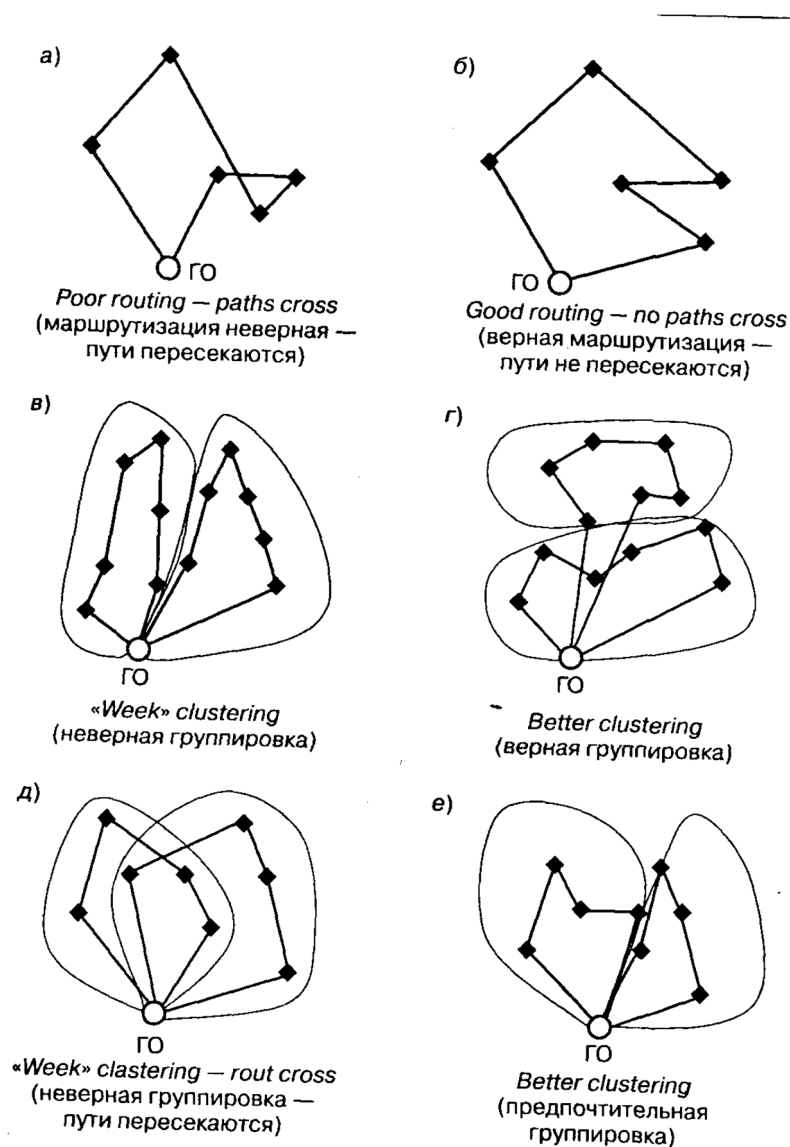 а)
ГО
Poor routing — paths cross
(маршрутизация неверная —
пути пересекаются)
б)
ГО
Good routing — no paths cross
(верная маршрутизация —
пути не пересекаются)
в)
ГО
«Week» clustering
(неверная группировка)
г)
ГО
Better clustering
(верная группировка)
д)
ГО
«Week» clastering — rout cross
(неверная группировка —
пути пересекаются)
е)
ГО
Better clustering
(предпочтительная
группировка)